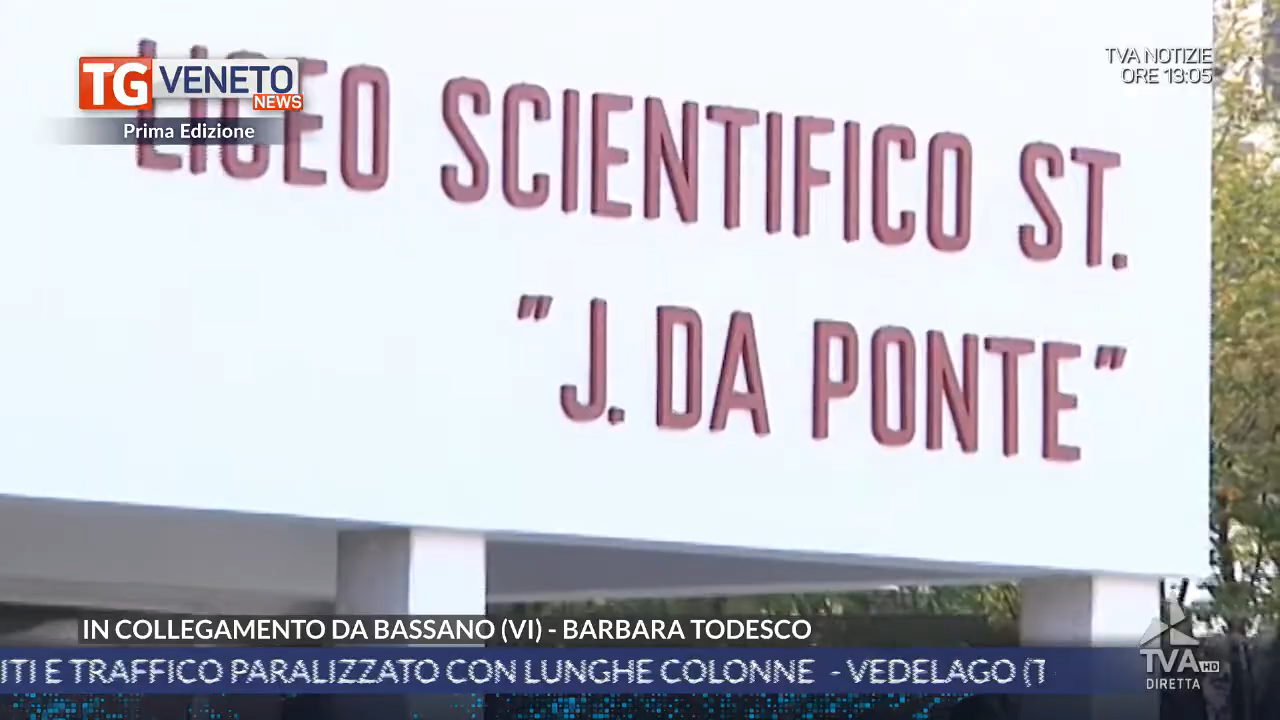 TG VENETO
NEWS
Prima Edizione
TVA NOTIZIE
ORE 13:05
LICEO SCIENTIFICO ST.
"J. DA PONTE"
IN COLLEGAMENTO DA BASSANO (VI) - BARBARA TODESCO
E TRAFFICO PARALIZZATO CON LUNGHE COLONNE - VEDELAGO
TVA HD
DIRETTA